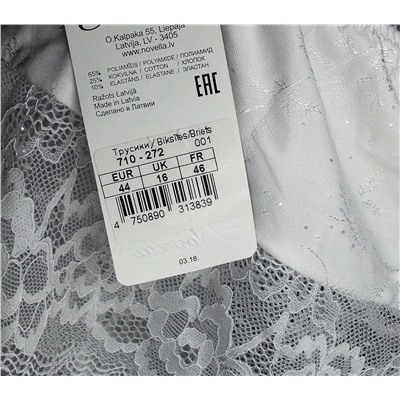 O.Kalpaka 55, Liepaja
Latvija, LV - 3405
www.novella.lv
65% POLIAMĪDS / POLYAMIDE / ПОЛИАМИД
25% KOKVILNA / COTTON / ХЛОПОК
10% ELASTĀNS / ELASTANE / ЭЛАСТАН
EAC
Ražots Latvijā
Made in Latvia
Сделано в Латвии
Трусики/Biksītes/Briefs
710 - 272 001
EUR UK FR
44 16 46
4 750890 313839
Novella
03.18.